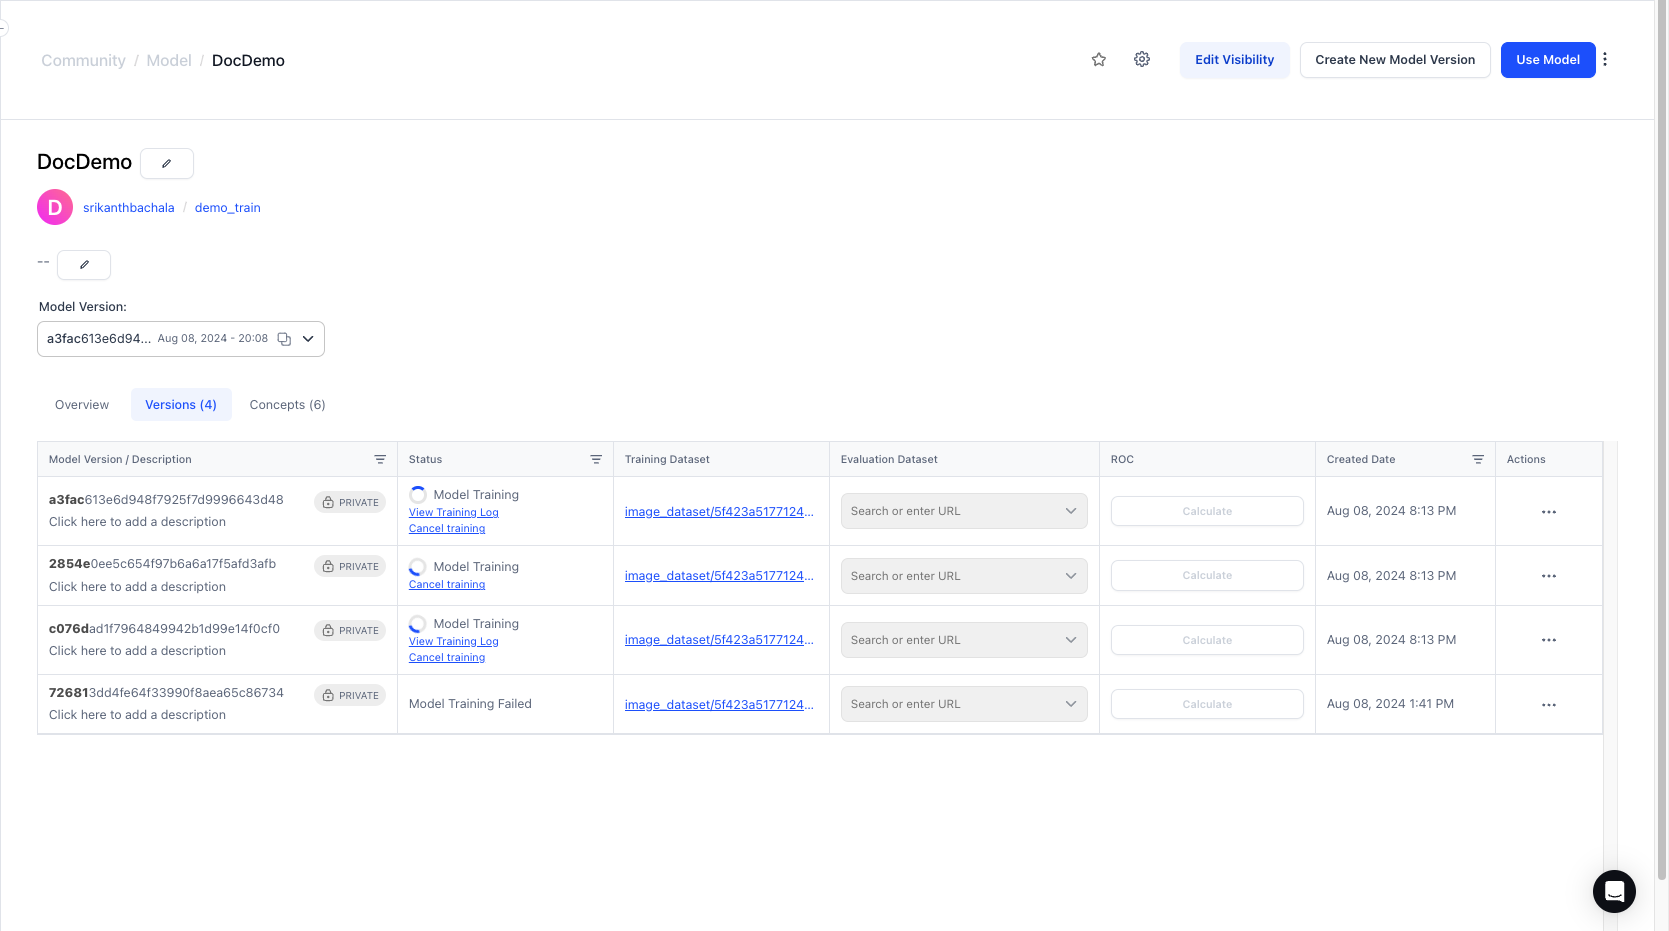 Community / Model / DocDemo
Edit Visibility
Create New Model Version
Use Model
DocDemo
D
srikanthbachala / demo_train
--
Model Version:
a3fac613e6d94... Aug 08, 2024 - 20:08
Overview
Versions (4)
Concepts (6)
Model Version / Description
Status
Training Dataset
Evaluation Dataset
ROC
Created Date
Actions
a3fac613e6d948f7925f7d9996643d48
PRIVATE
Click here to add a description
Model Training
View Training Log
Cancel training
image_dataset/5f423a5177124...
Search or enter URL
Calculate
Aug 08, 2024 8:13 PM
2854e0ee5c654f97b6a6a17f5afd3afb
PRIVATE
Click here to add a description
Model Training
Cancel training
image_dataset/5f423a5177124...
Search or enter URL
Calculate
Aug 08, 2024 8:13 PM
c076dad1f7964849942b1d99e14f0cf0
PRIVATE
Click here to add a description
Model Training
View Training Log
Cancel training
image_dataset/5f423a5177124...
Search or enter URL
Calculate
Aug 08, 2024 8:13 PM
726813dd4fe64f33990f8aea65c86734
PRIVATE
Click here to add a description
Model Training Failed
image_dataset/5f423a5177124...
Search or enter URL
Calculate
Aug 08, 2024 1:41 PM